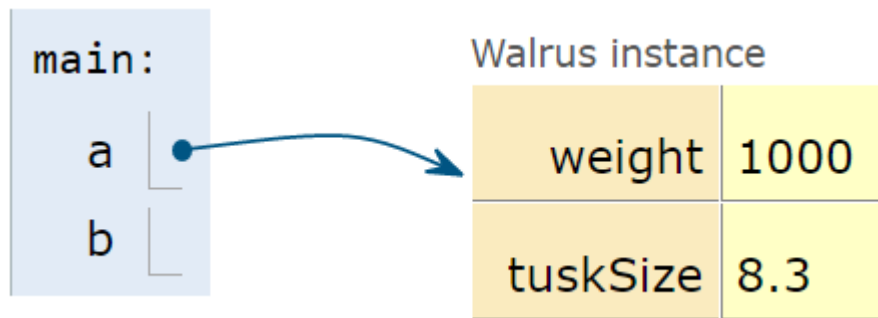 main:
a
b
Walrus instance
weight 1000
tuskSize 8.3